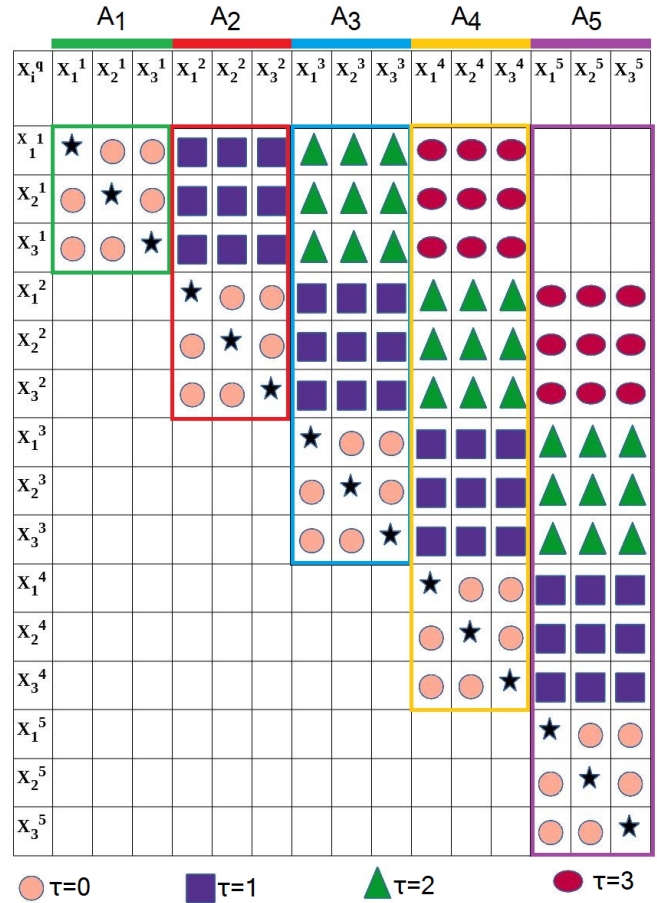 A₁ A₂ A₃ A₄ A₅
Xᵢ^q X₁¹ X₂¹ X₃¹ X₁² X₂² X₃² X₁³ X₂³ X₃³ X₁⁴ X₂⁴ X₃⁴ X₁⁵ X₂⁵ X₃⁵
X₁¹
X₂¹
X₃¹
X₁²
X₂²
X₃²
X₁³
X₂³
X₃³
X₁⁴
X₂⁴
X₃⁴
X₁⁵
X₂⁵
X₃⁵
τ=0 τ=1 τ=2 τ=3